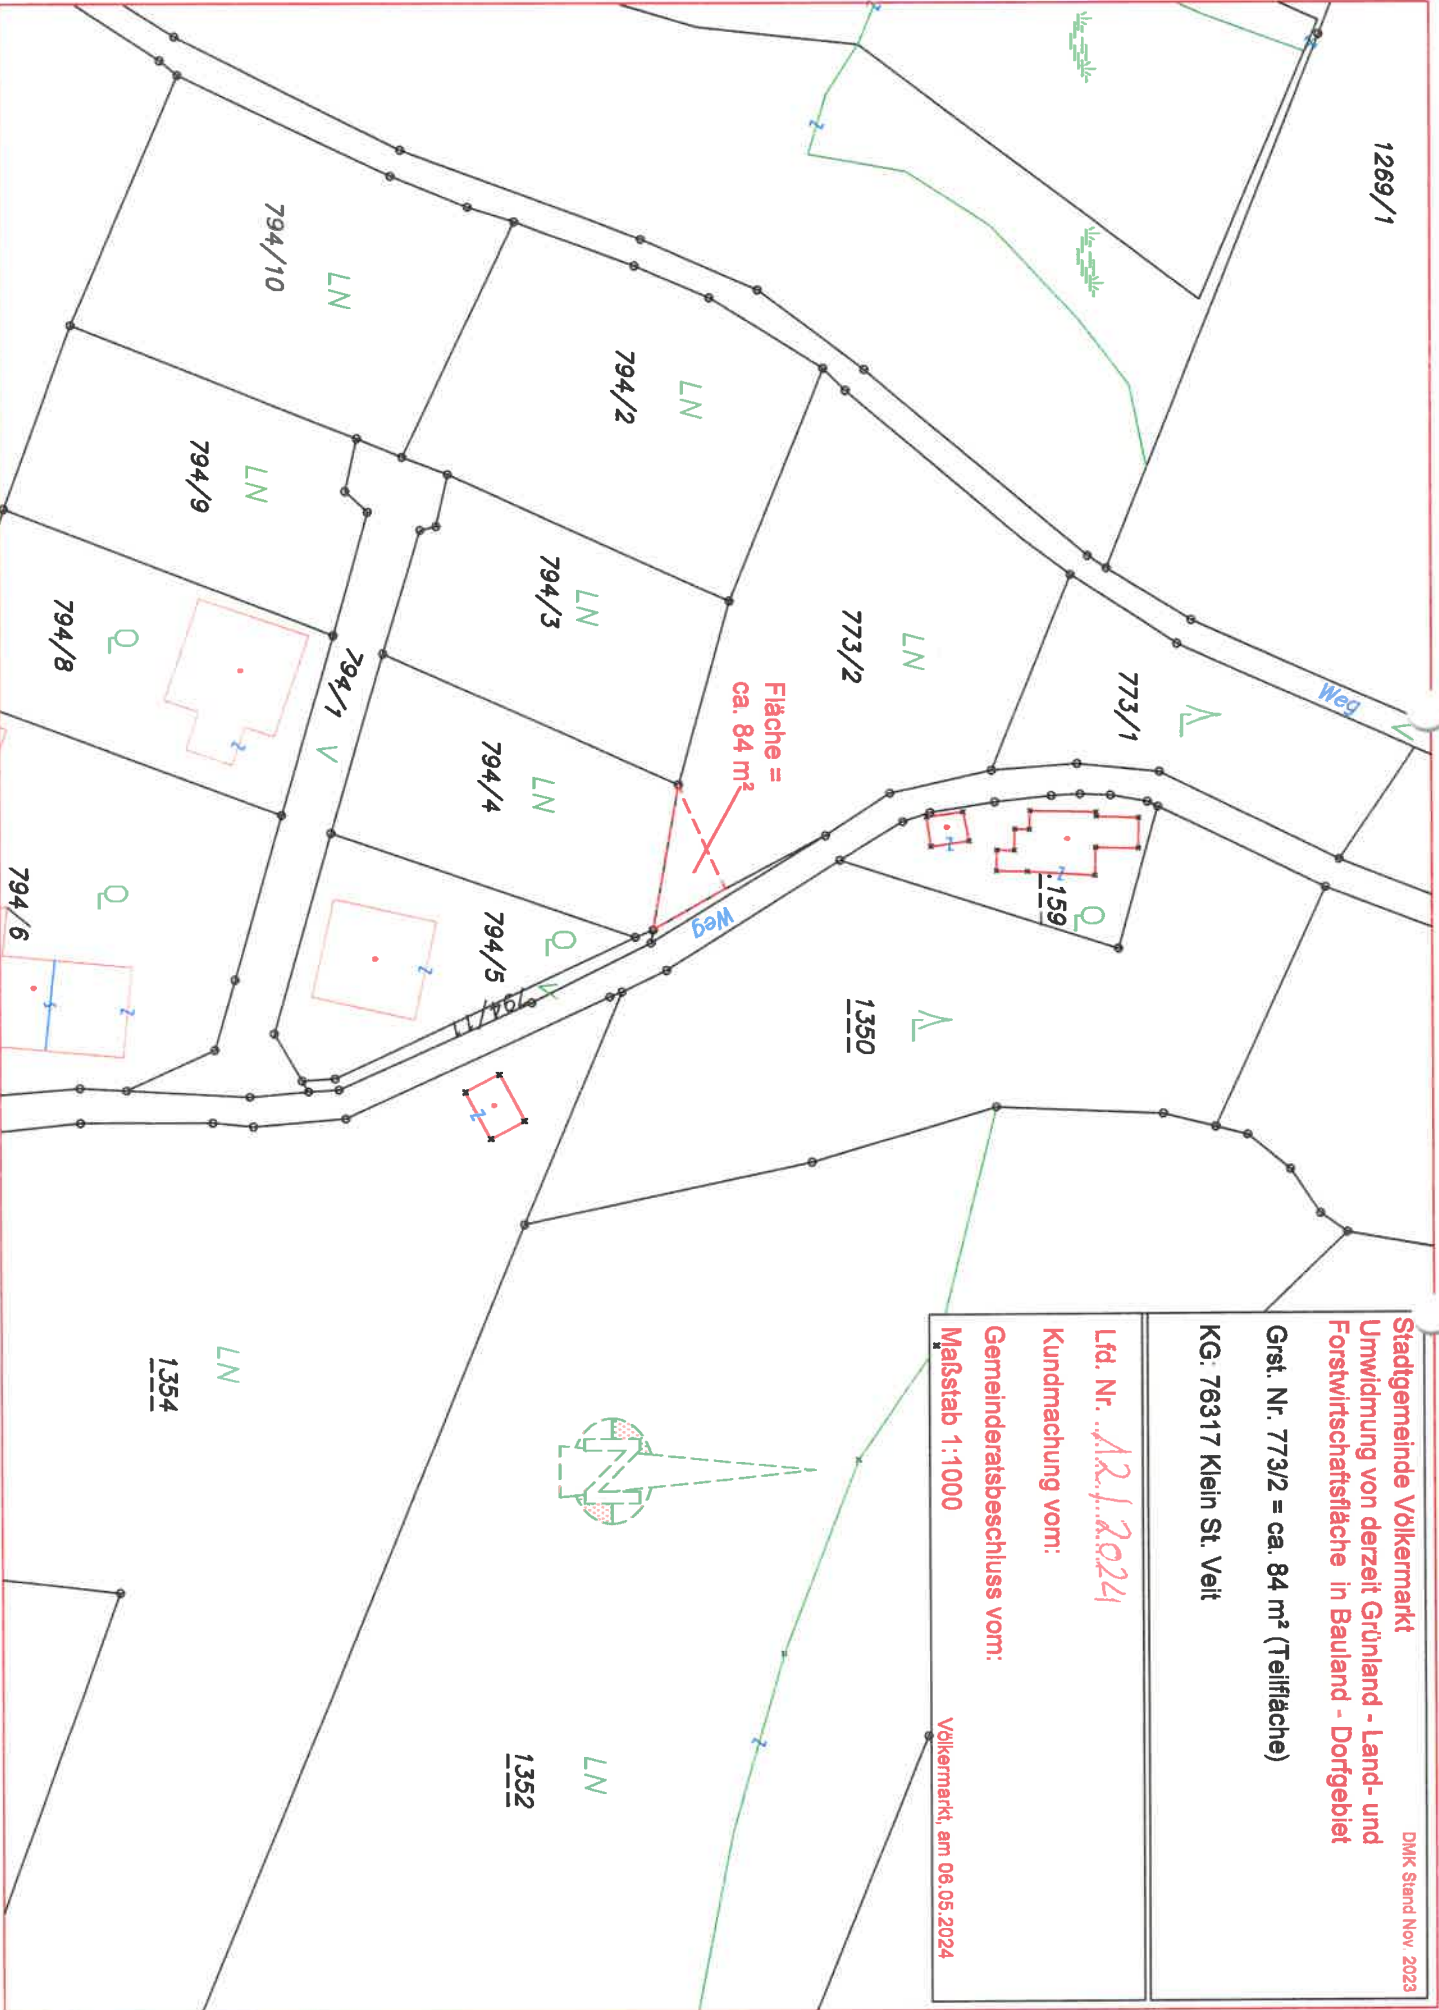 Stadtgemeinde Völkermarkt
DMK Stand Nov. 2023
Umwidmung von derzeit Grünland - Land- und
Forstwirtschaftsfläche in Bauland - Dorfgebiet
Grst. Nr. 773/2 = ca. 84 m² (Teilfläche)
KG: 76317 Klein St. Veit
Lfd. Nr. 12/2024
Kundmachung vom:
Gemeinderatsbeschluss vom:
Maßstab 1:1000
Völkermarkt, am 06.05.2024
1269/1
Weg
773/1
.159
LN
773/2
1350
Fläche =
ca. 84 m²
Weg
LN
794/2
LN
794/3
LN
794/4
794/5
794/11
LN
1352
N
LN
794/10
LN
794/9
794/1
794/8
794/6
LN
1354